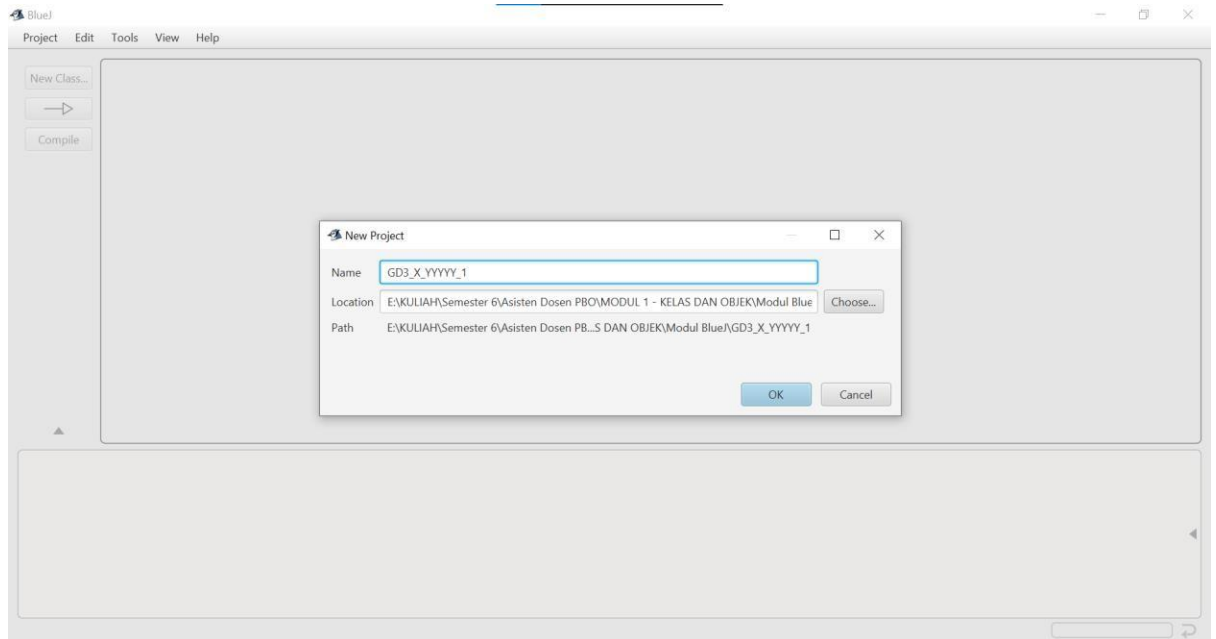 BlueJ
Project Edit Tools View Help
New Class...
Compile
New Project
Name GD3_X_YYYYY_1
Location E:\KULIAH\Semester 6\Asisten Dosen PBO\MODUL 1 - KELAS DAN OBJEK\Modul Blue Choose...
Path E:\KULIAH\Semester 6\Asisten Dosen PB...S DAN OBJEK\Modul BlueJ\GD3_X_YYYYY_1
OK Cancel